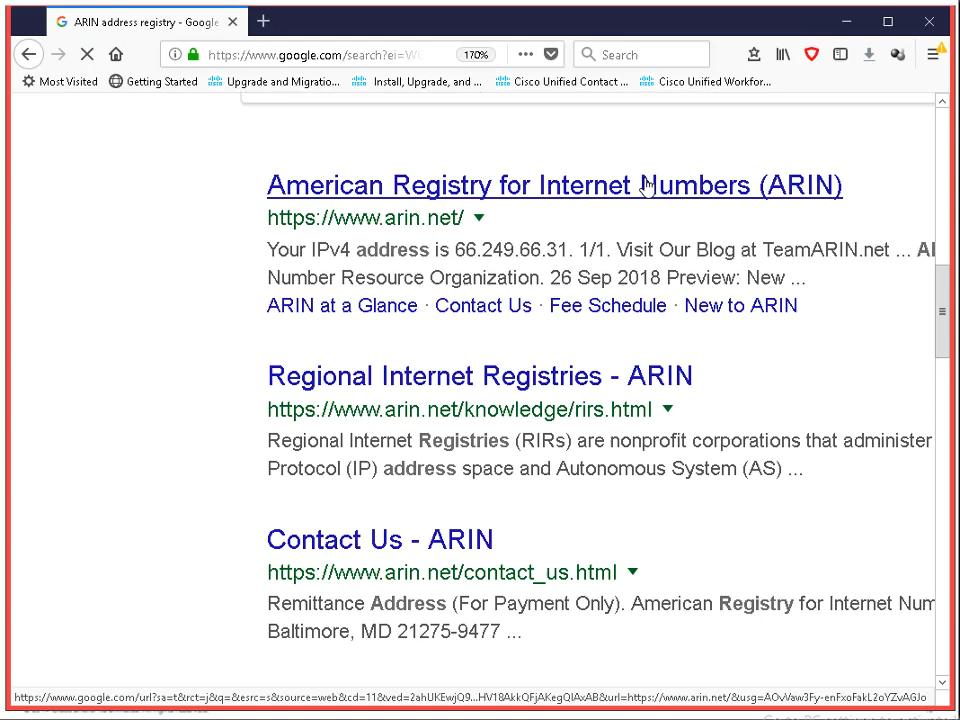 ARIN address registry - Google
https://www.google.com/search?ei=W
170%
Search
Most Visited
Getting Started
Upgrade and Migratio...
Install, Upgrade, and ...
Cisco Unified Contact ...
Cisco Unified Workfor...
American Registry for Internet Numbers (ARIN)
https://www.arin.net/
Your IPv4 address is 66.249.66.31. 1/1. Visit Our Blog at TeamARIN.net ...
Number Resource Organization. 26 Sep 2018 Preview: New ...
ARIN at a Glance · Contact Us · Fee Schedule · New to ARIN
Regional Internet Registries - ARIN
https://www.arin.net/knowledge/rirs.html
Regional Internet Registries (RIRs) are nonprofit corporations that administer
Protocol (IP) address space and Autonomous System (AS) ...
Contact Us - ARIN
https://www.arin.net/contact_us.html
Remittance Address (For Payment Only). American Registry for Internet Num
Baltimore, MD 21275-9477 ...
https://www.google.com/url?sa=t&rct=j&q=&esrc=s&source=web&cd=11&ved=2ahUKEwjQ9...HV18AkkQFjAKegQIAxAB&url=https://www.arin.net/&usg=AOvVaw3Fy-enFxoFakL2oYZvAGJo